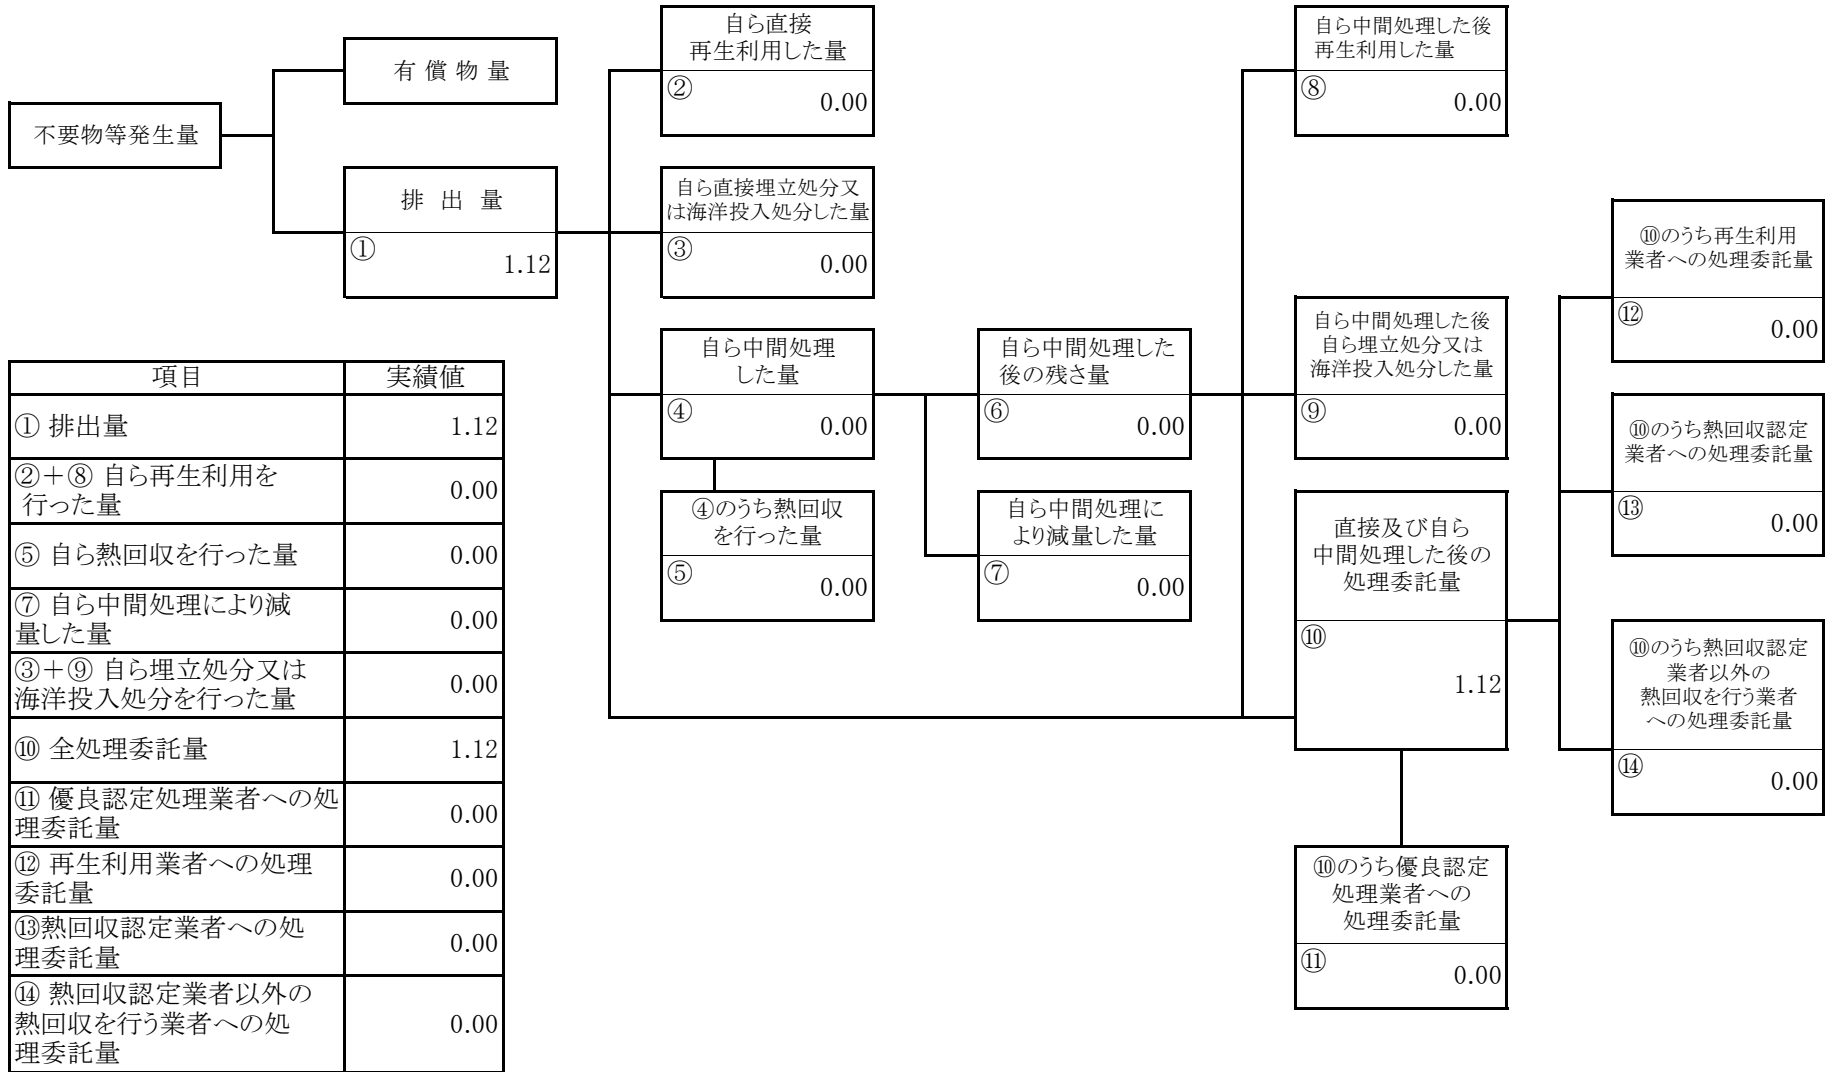 不要物等発生量
有 償 物 量
排 出 量
①
1.12
自ら直接
再生利用した量
②
0.00
自ら直接埋立処分又
は海洋投入処分した量
③
0.00
自ら中間処理
した量
④
0.00
④のうち熱回収
を行った量
⑤
0.00
自ら中間処理した
後の残さ量
⑥
0.00
自ら中間処理に
より減量した量
⑦
0.00
自ら中間処理した後
再生利用した量
⑧
0.00
自ら中間処理した後
自ら埋立処分又は
海洋投入処分した量
⑨
0.00
直接及び自ら
中間処理した後の
処理委託量
⑩
1.12
⑩のうち優良認定
処理業者への
処理委託量
⑪
0.00
⑩のうち再生利用
業者への処理委託量
⑫
0.00
⑩のうち熱回収認定
業者への処理委託量
⑬
0.00
⑩のうち熱回収認定
業者以外の
熱回収を行う業者
への処理委託量
⑭
0.00
項目 実績値
① 排出量 1.12
②＋⑧ 自ら再生利用を
行った量 0.00
⑤ 自ら熱回収を行った量 0.00
⑦ 自ら中間処理により減
量した量 0.00
③＋⑨ 自ら埋立処分又は
海洋投入処分を行った量 0.00
⑩ 全処理委託量 1.12
⑪ 優良認定処理業者への処
理委託量 0.00
⑫ 再生利用業者への処理
委託量 0.00
⑬熱回収認定業者への処
理委託量 0.00
⑭ 熱回収認定業者以外の
熱回収を行う業者への処
理委託量 0.00